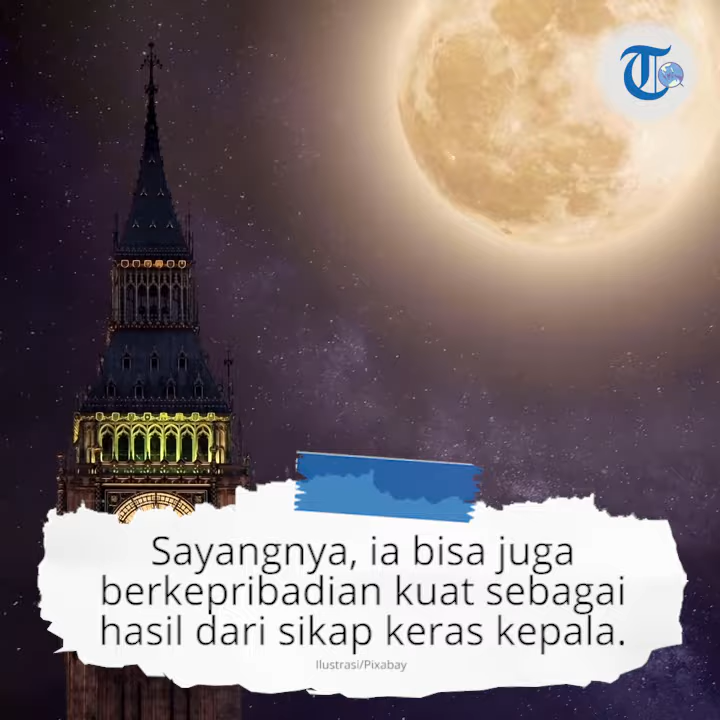 T
Sayangnya, ia bisa juga
berkepribadian kuat sebagai
hasil dari sikap keras kepala.
Ilustrasi/Pixabay